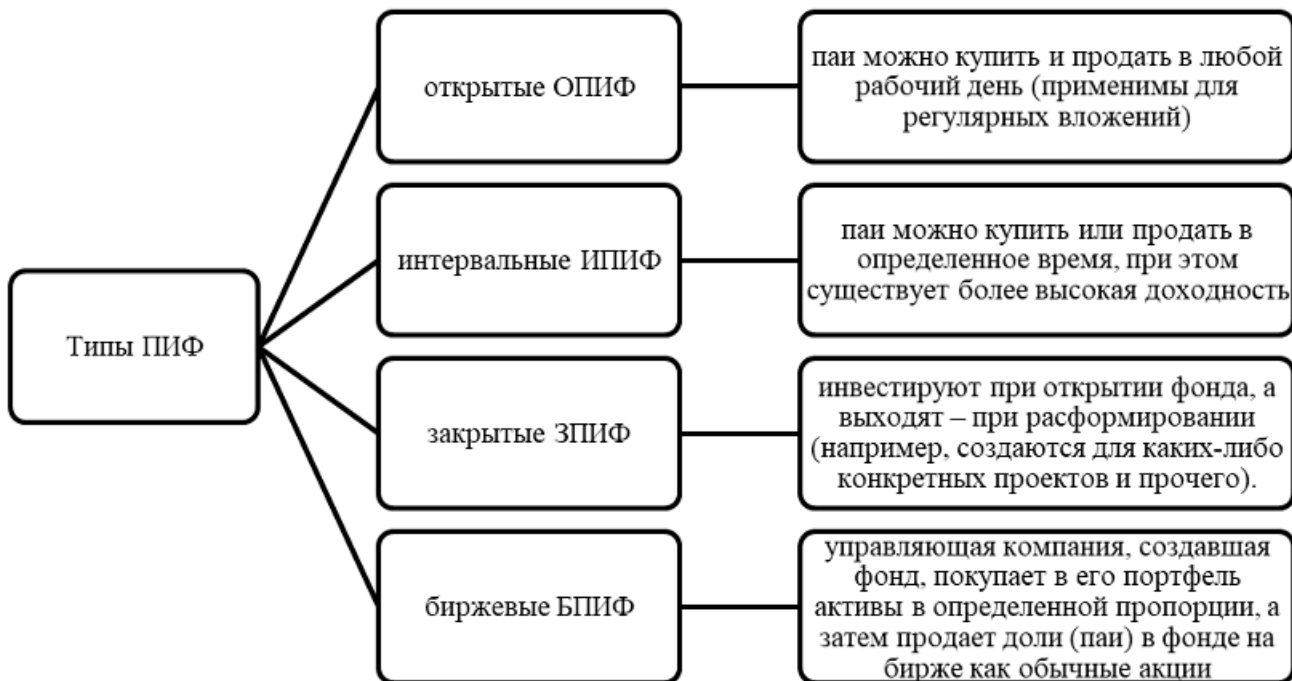 Типы ПИФ
открытые ОПИФ
паи можно купить и продать в любой
рабочий день (применимы для
регулярных вложений)
интервальные ИПИФ
паи можно купить или продать в
определенное время, при этом
существует более высокая доходность
закрытые ЗПИФ
инвестируют при открытии фонда, а
выходят – при расформировании
(например, создаются для каких-либо
конкретных проектов и прочего).
биржевые БПИФ
управляющая компания, создавшая
фонд, покупает в его портфель
активы в определенной пропорции, а
затем продает доли (паи) в фонде на
бирже как обычные акции